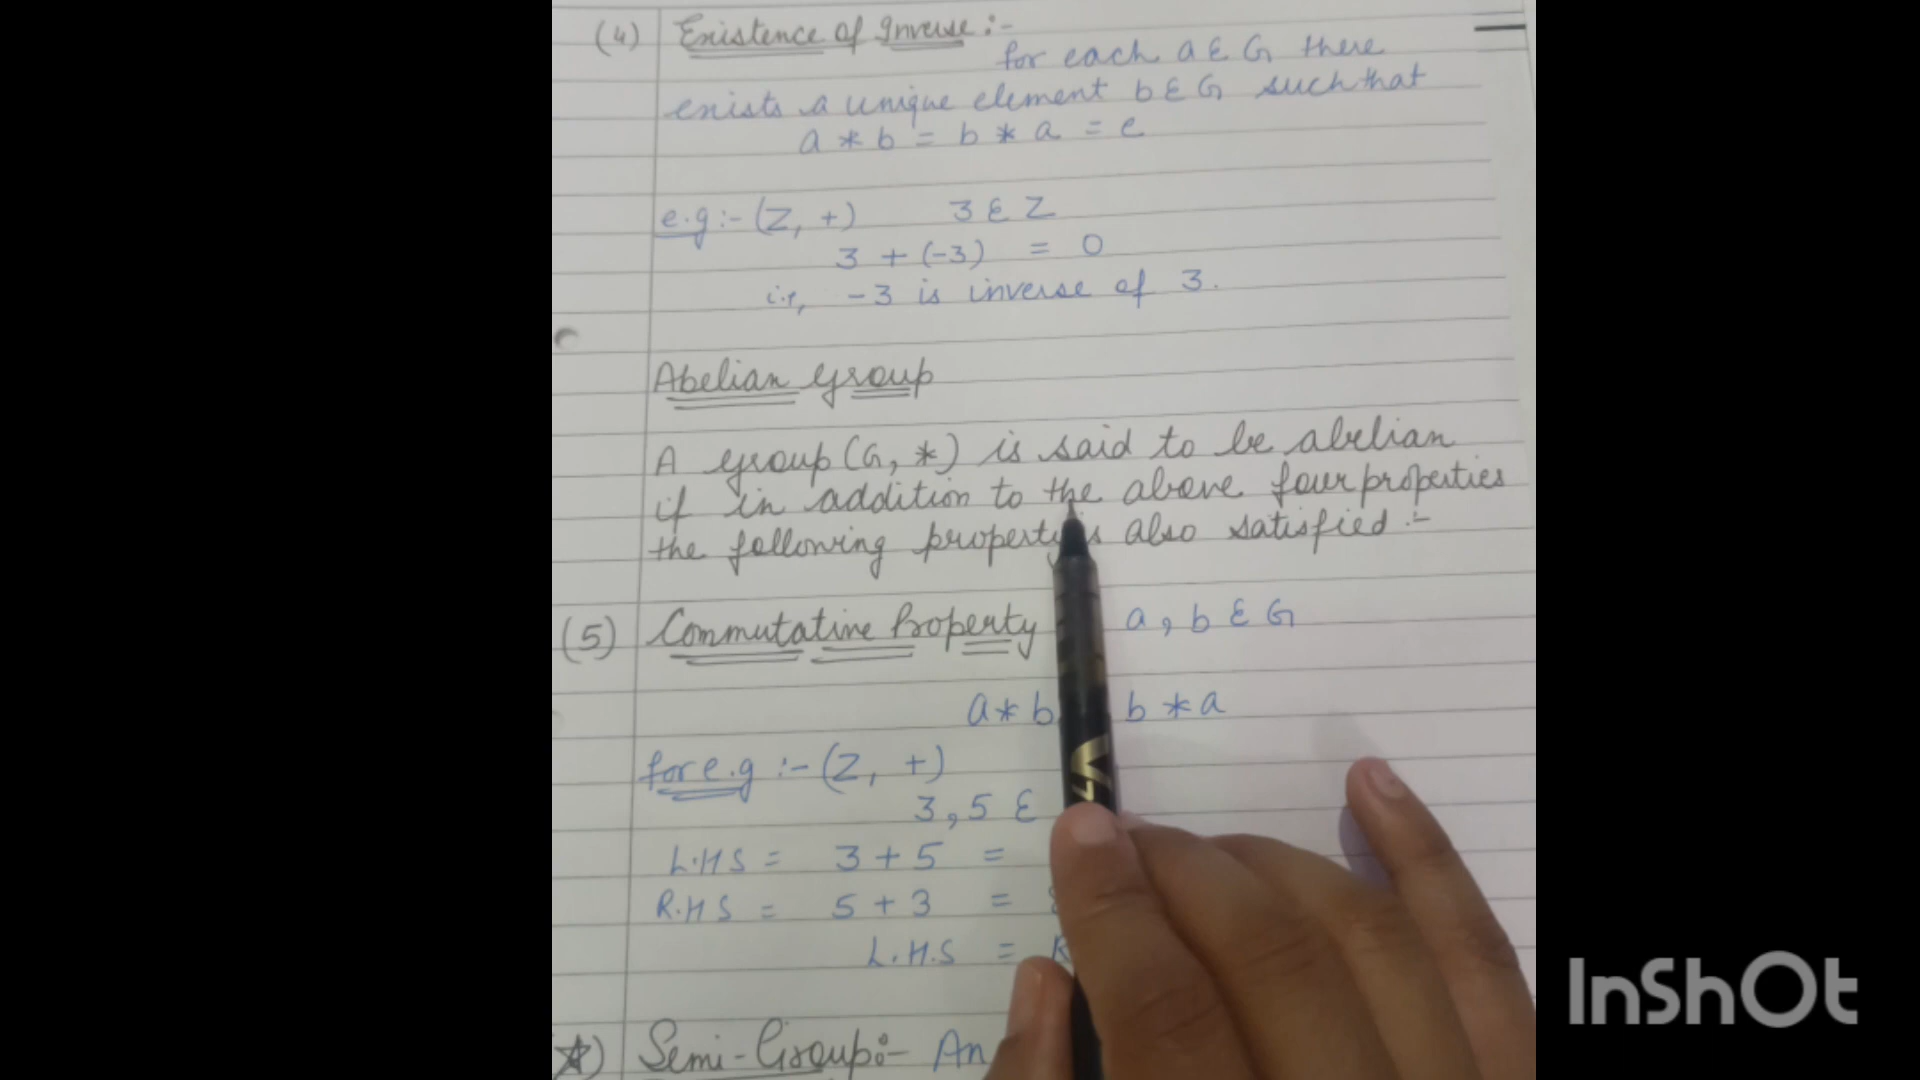 (4) Existence of Inverse :-
for each a ∈ G there
exists a unique element b ∈ G such that
a * b = b * a = e
e.g :- (Z, +) 3 ∈ Z
3 + (-3) = 0
i.e, -3 is inverse of 3.
Abelian group
A group (G, *) is said to be abelian
if in addition to the above four properties
the following property is also satisfied :-
(5) Commutative Property a, b ∈ G
a * b b * a
for e.g :- (Z, +)
3, 5 ∈
L.H S = 3 + 5 =
R.H S = 5 + 3 =
L.H.S = R
Semi-Group :- An
InShOt